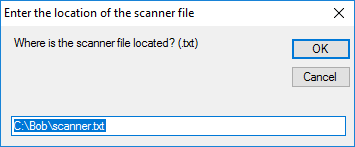 Enter the location of the scanner file
Where is the scanner file located? (.txt)
OK
Cancel
C:\Bob\scanner.txt